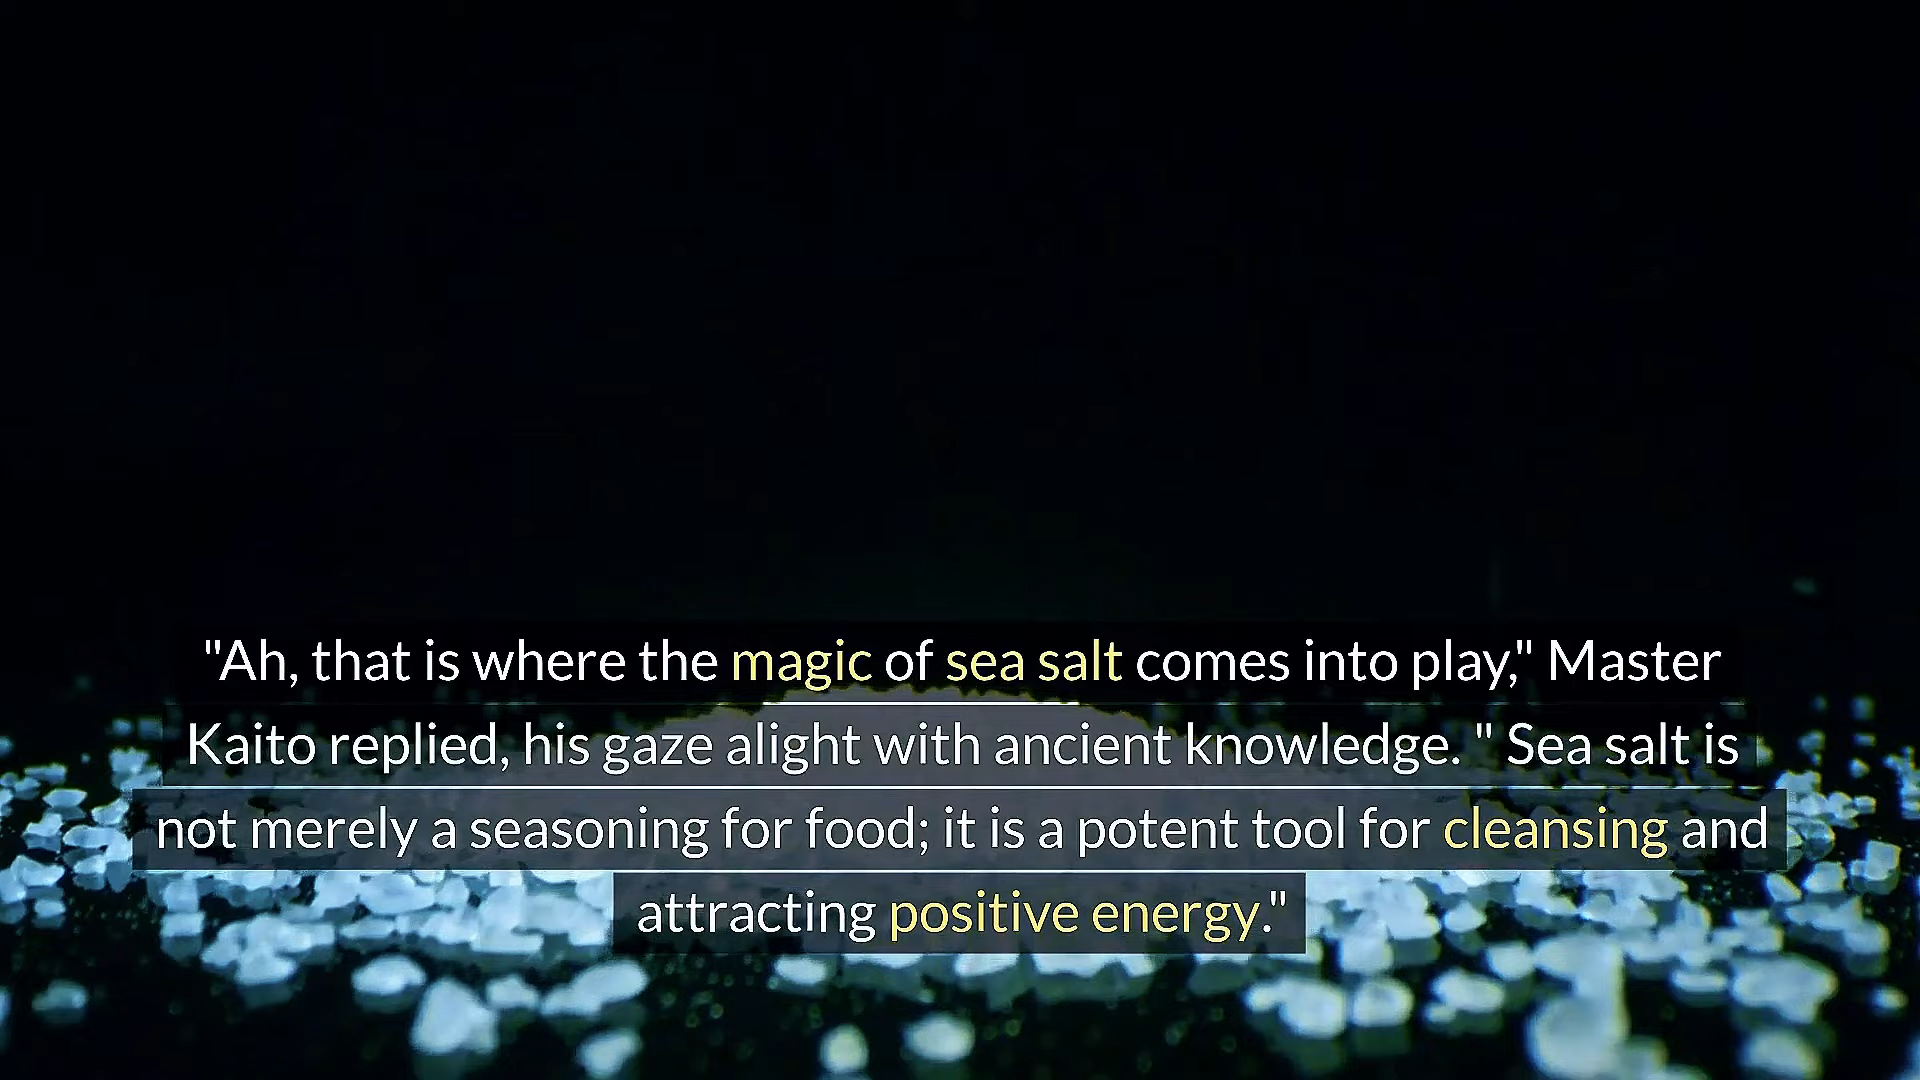 "Ah, that is where the magic of sea salt comes into play," Master
Kaito replied, his gaze alight with ancient knowledge. " Sea salt is
not merely a seasoning for food; it is a potent tool for cleansing and
attracting positive energy."